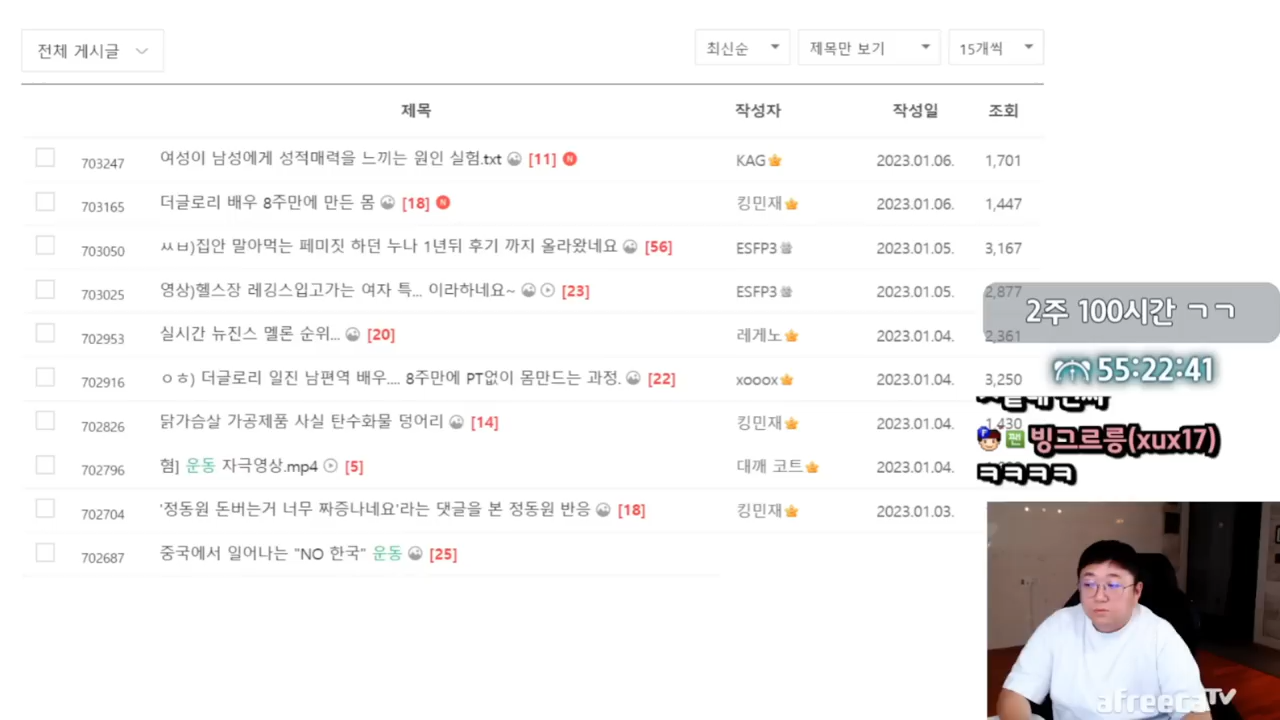 전체 게시글
최신순 제목만 보기 15개씩
제목 작성자 작성일 조회
703247 여성이 남성에게 성적매력을 느끼는 원인 실험.txt [11] N KAG 2023.01.06. 1,701
703165 더글로리 배우 8주만에 만든 몸 [18] N 킹민재 2023.01.06. 1,447
703050 ㅆㅂ)집안 말아먹는 페미짓 하던 누나 1년뒤 후기 까지 올라왔네요 [56] ESFP3 2023.01.05. 3,167
703025 영상)헬스장 레깅스입고가는 여자 특... 이라하네요~ [23] ESFP3 2023.01.05. 2,877
2주 100시간 ㄱㄱ
702953 실시간 뉴진스 멜론 순위... [20] 레게노 2023.01.04. 2,361
55:22:41
702916 ㅇㅎ) 더글로리 일진 남편역 배우.... 8주만에 PT없이 몸만드는 과정. [22] xooox 2023.01.04. 3,250
702826 닭가슴살 가공제품 사실 탄수화물 덩어리 [14] 킹민재 2023.01.04. 1,430
팬 빙그르릉(xux17)
702796 혐] 운동 자극영상.mp4 [5] 대깨 코트 2023.01.04.
ㅋㅋㅋㅋ
702704 '정동원 돈버는거 너무 짜증나네요'라는 댓글을 본 정동원 반응 [18] 킹민재 2023.01.03.
702687 중국에서 일어나는 "NO 한국" 운동 [25]
afreecaTV